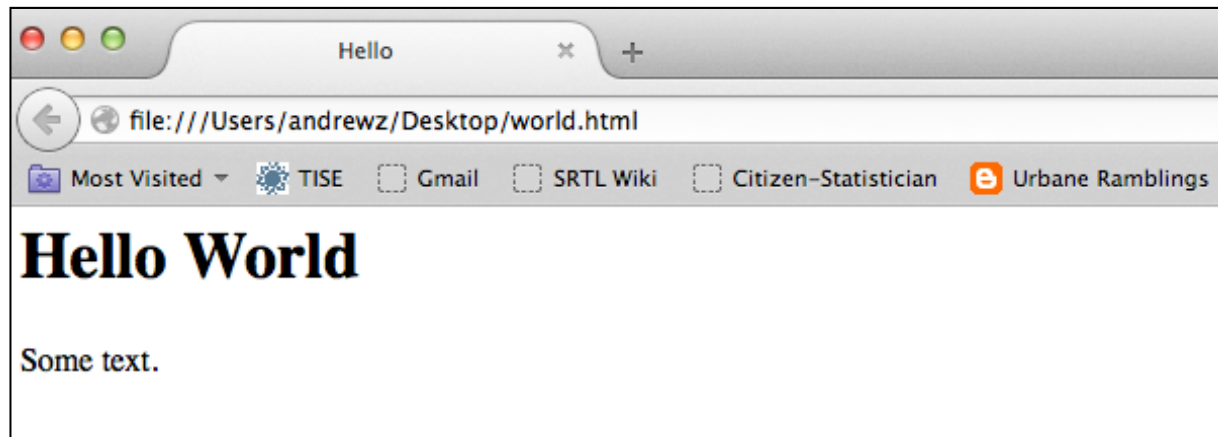 Hello
file:///Users/andrewz/Desktop/world.html
Most Visited TISE Gmail SRTL Wiki Citizen-Statistician Urbane Ramblings
Hello World
Some text.